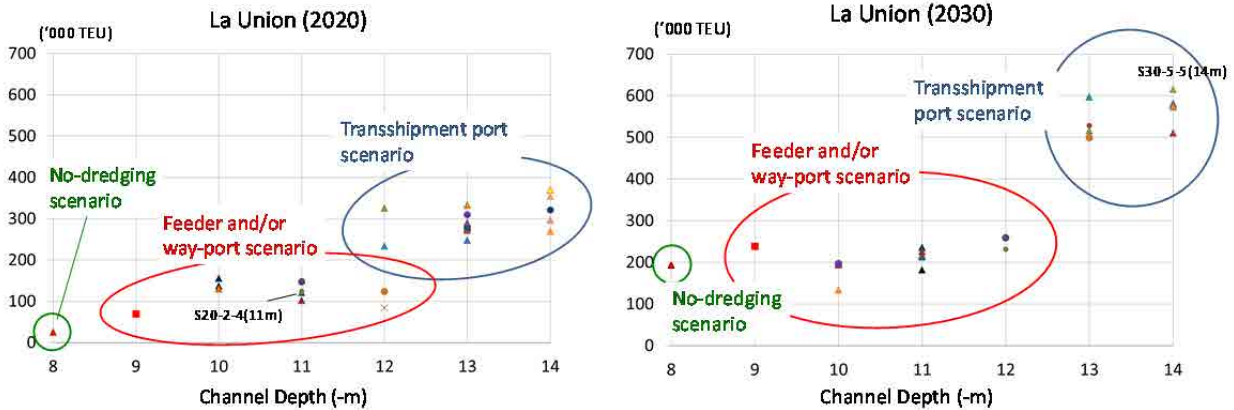 La Union (2020)
('000 TEU)
700
600
500
400
300
200
100
0
8 9 10 11 12 13 14
Channel Depth (-m)
No-dredging
scenario
Feeder and/or
way-port scenario
Transshipment port
scenario
S20-2-4(11m)
La Union (2030)
('000 TEU)
700
600
500
400
300
200
100
0
8 9 10 11 12 13 14
Channel Depth (-m)
S30-5-5(14m)
Transshipment
port scenario
Feeder and/or
way-port scenario
No-dredging
scenario